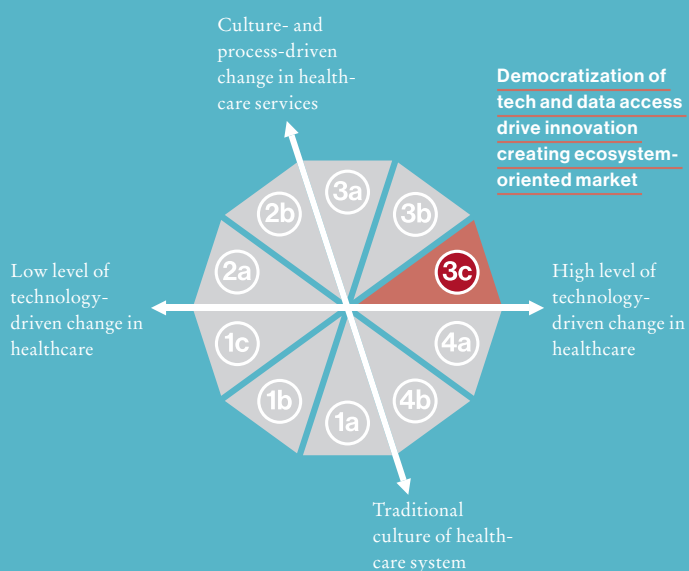 Culture- and
process-driven
change in health-
care services
Democratization of
tech and data access
drive innovation
creating ecosystem-
oriented market
3a
2b
3b
2a
3c
Low level of
technology-
driven change in
healthcare
High level of
technology-
driven change in
healthcare
1c
4a
1b
4b
1a
Traditional
culture of health-
care system